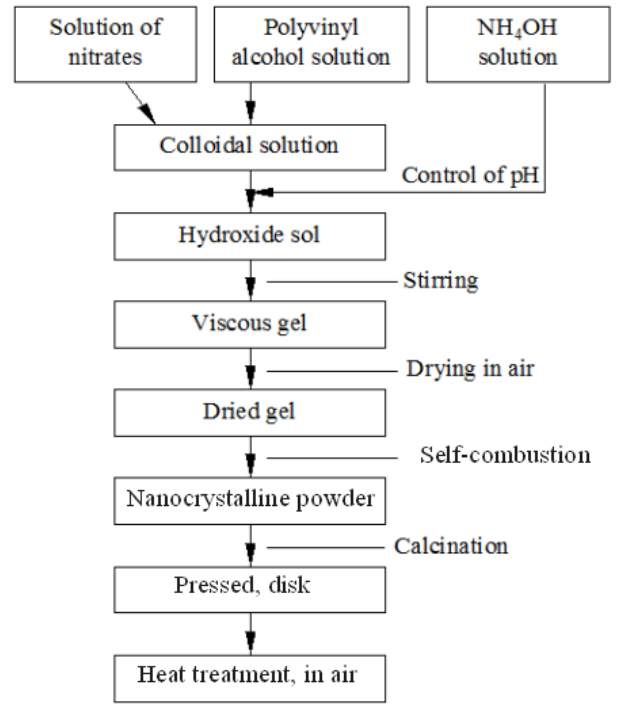 Solution of
nitrates
Polyvinyl
alcohol solution
NH₄OH
solution
Colloidal solution
Control of pH
Hydroxide sol
Stirring
Viscous gel
Drying in air
Dried gel
Self-combustion
Nanocrystalline powder
Calcination
Pressed, disk
Heat treatment, in air